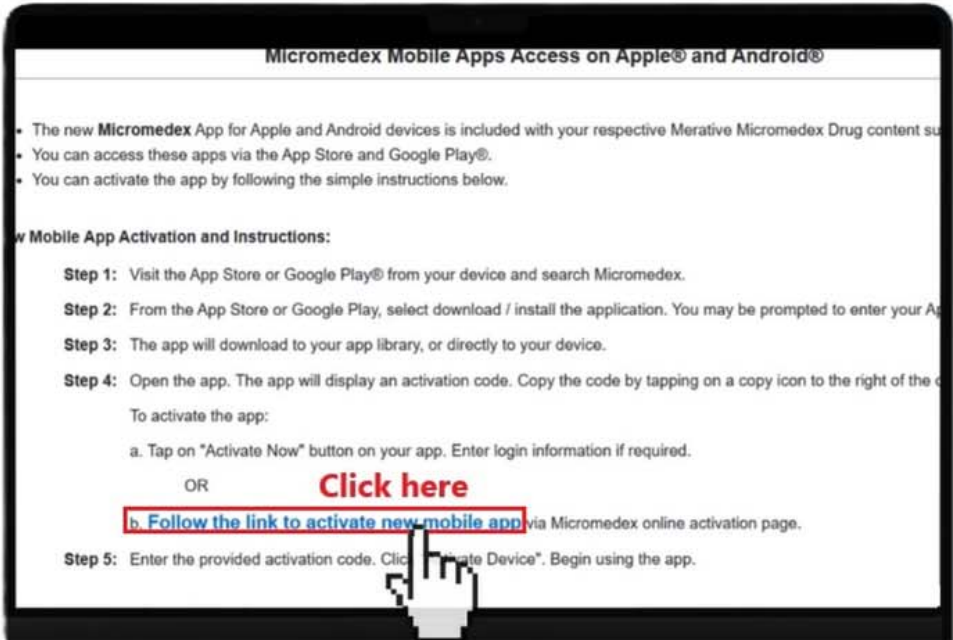 Micromedex Mobile Apps Access on Apple® and Android®
• The new Micromedex App for Apple and Android devices is included with your respective Merative Micromedex Drug content su
• You can access these apps via the App Store and Google Play®.
• You can activate the app by following the simple instructions below.
w Mobile App Activation and Instructions:
Step 1: Visit the App Store or Google Play® from your device and search Micromedex.
Step 2: From the App Store or Google Play, select download / install the application. You may be prompted to enter your Ap
Step 3: The app will download to your app library, or directly to your device.
Step 4: Open the app. The app will display an activation code. Copy the code by tapping on a copy icon to the right of the c
To activate the app:
a. Tap on "Activate Now" button on your app. Enter login information if required.
OR
Click here
b. Follow the link to activate new mobile app via Micromedex online activation page.
Step 5: Enter the provided activation code. Clic ivate Device". Begin using the app.